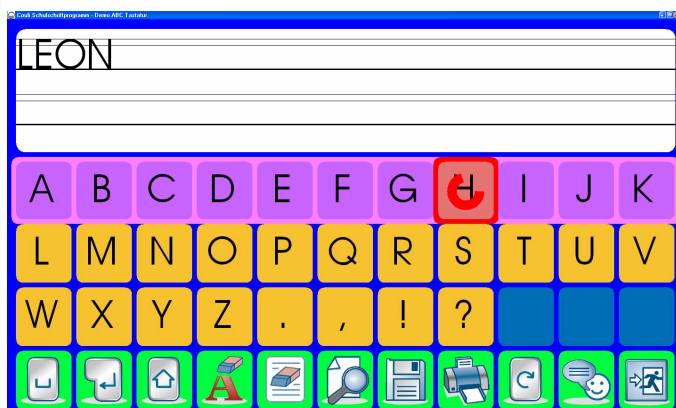 Couli Schulschriftprogramm - Demo ABC Tastatur
LEON
A B C D E F G H I J K
L M N O P Q R S T U V
W X Y Z . , ! ?
A